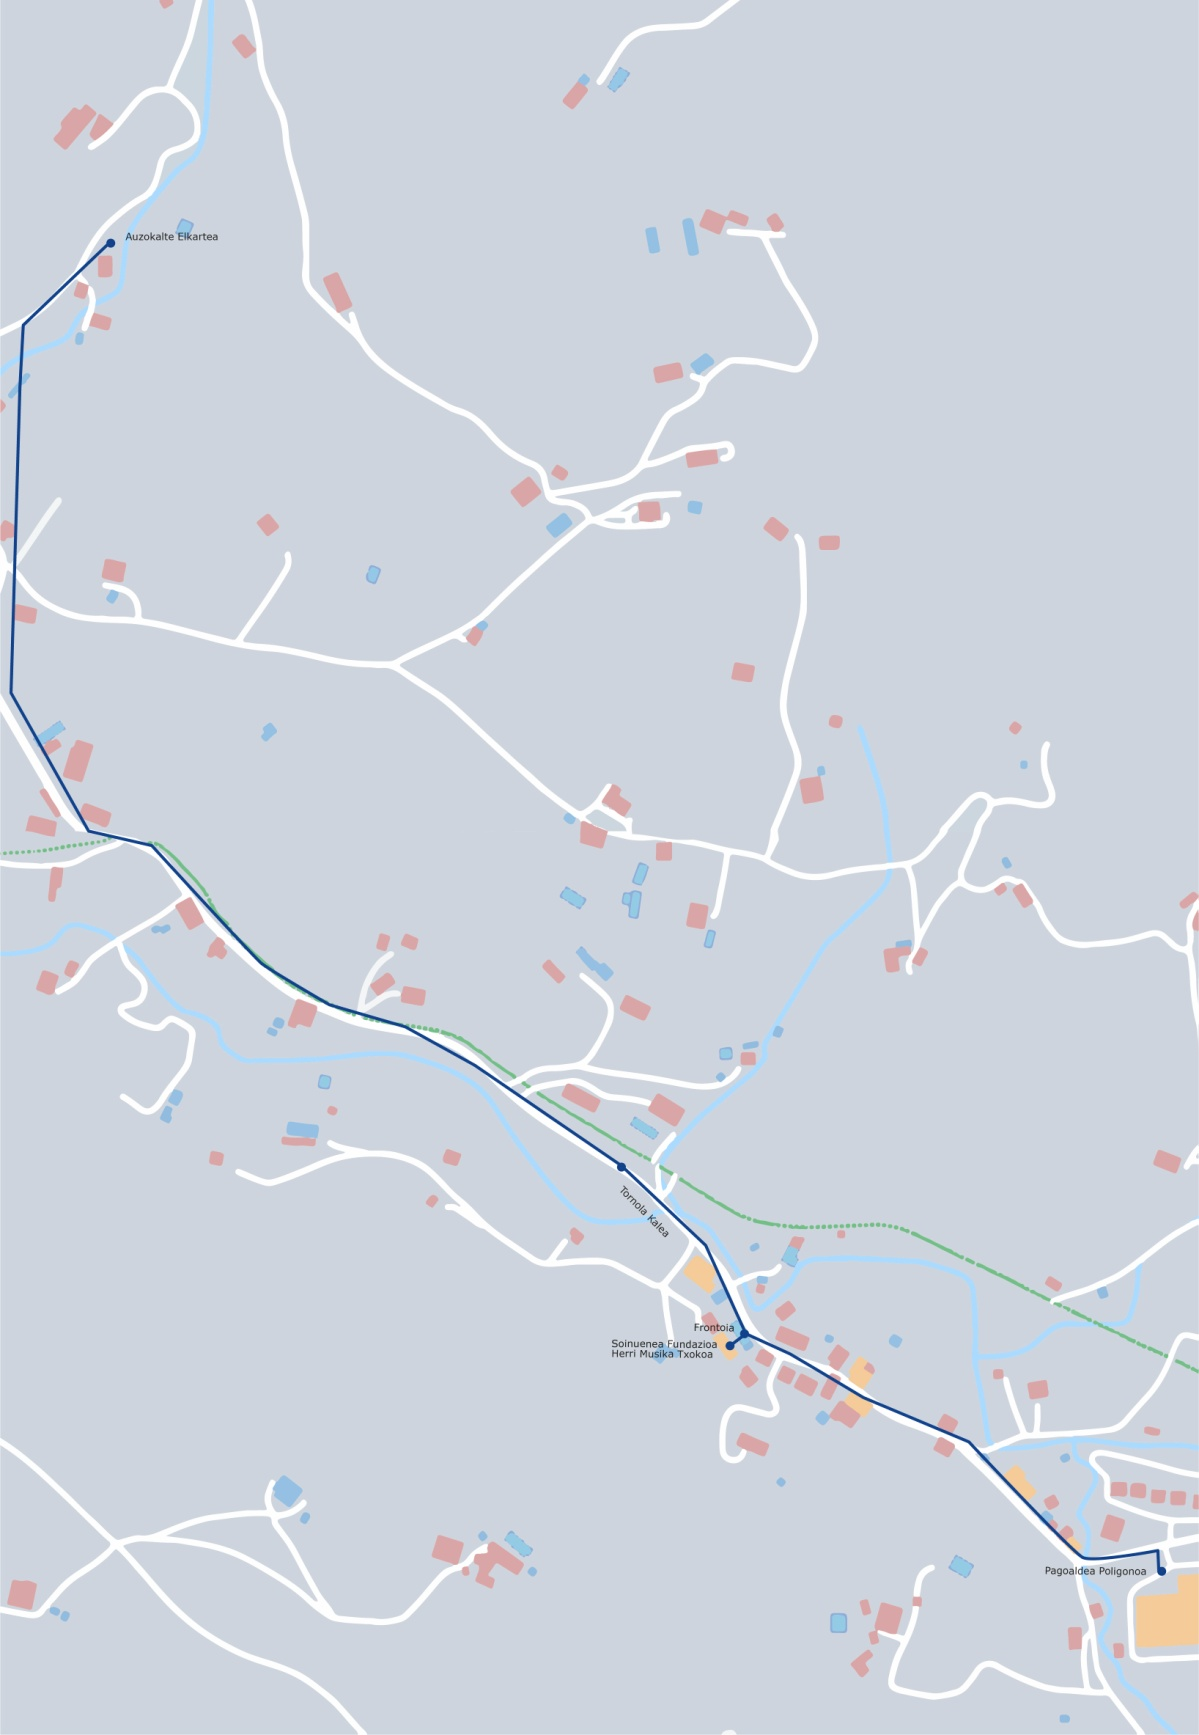 Auzokalte Elkartea
Tornola Kalea
Frontoia
Soinuenea Fundazioa
Herri Musika Txokoa
Pagoaldea Poligonoa